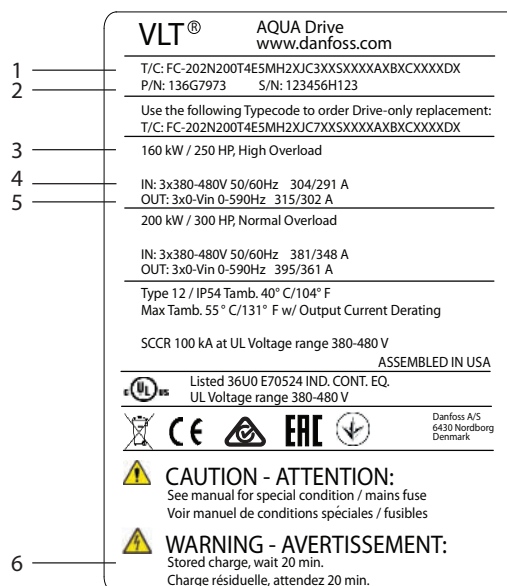 VLT® AQUA Drive
www.danfoss.com
1 T/C: FC-202N200T4E5MH2XJC3XXSXXXXAXBXCXXXXDX
2 P/N: 136G7973 S/N: 123456H123
Use the following Typecode to order Drive-only replacement:
T/C: FC-202N200T4E5MH2XJC7XXSXXXXAXBXCXXXXDX
3 160 kW / 250 HP, High Overload
4 IN: 3x380-480V 50/60Hz 304/291 A
5 OUT: 3x0-Vin 0-590Hz 315/302 A
200 kW / 300 HP, Normal Overload
IN: 3x380-480V 50/60Hz 381/348 A
OUT: 3x0-Vin 0-590Hz 395/361 A
Type 12 / IP54 Tamb. 40° C/104° F
Max Tamb. 55° C/131° F w/ Output Current Derating
SCCR 100 kA at UL Voltage range 380-480 V
ASSEMBLED IN USA
c UL us Listed 36U0 E70524 IND. CONT. EQ.
UL Voltage range 380-480 V
CE EAC
Danfoss A/S
6430 Nordborg
Denmark
CAUTION - ATTENTION:
See manual for special condition / mains fuse
Voir manuel de conditions spéciales / fusibles
WARNING - AVERTISSEMENT:
6 Stored charge, wait 20 min.
Charge résiduelle, attendez 20 min.